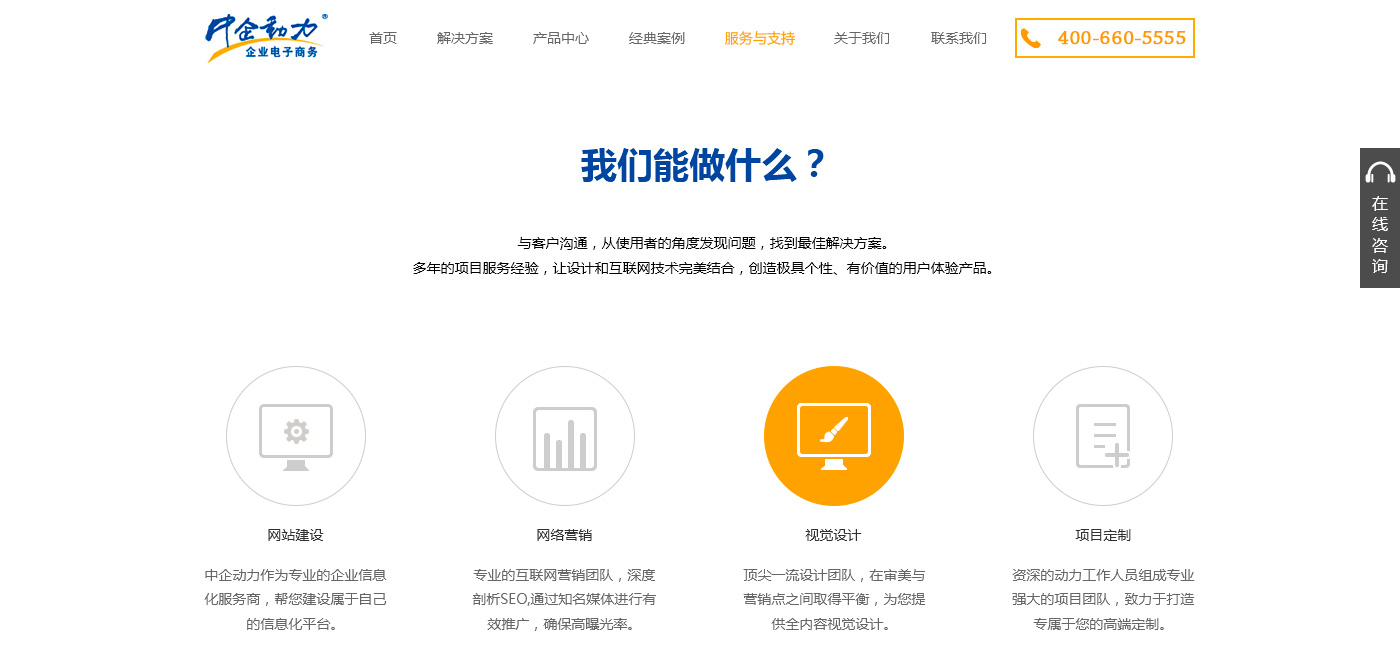 中企动力®
企业电子商务
首页
解决方案
产品中心
经典案例
服务与支持
关于我们
联系我们
400-660-5555
在线咨询
我们能做什么？
与客户沟通，从使用者的角度发现问题，找到最佳解决方案。
多年的项目服务经验，让设计和互联网技术完美结合，创造极具个性、有价值的用户体验产品。
网站建设
中企动力作为专业的企业信息
化服务商，帮您建设属于自己
的信息化平台。
网络营销
专业的互联网营销团队，深度
剖析SEO,通过知名媒体进行有
效推广，确保高曝光率。
视觉设计
顶尖一流设计团队，在审美与
营销点之间取得平衡，为您提
供全内容视觉设计。
项目定制
资深的动力工作人员组成专业
强大的项目团队，致力于打造
专属于您的高端定制。